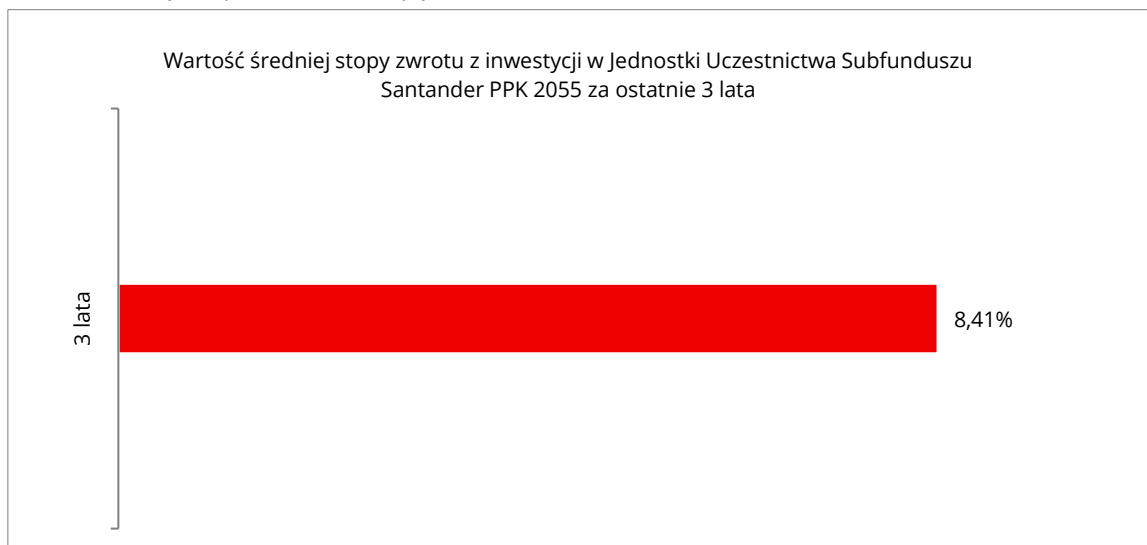 Wartość średniej stopy zwrotu z inwestycji w Jednostki Uczestnictwa Subfunduszu
Santander PPK 2055 za ostatnie 3 lata
3 lata
8,41%